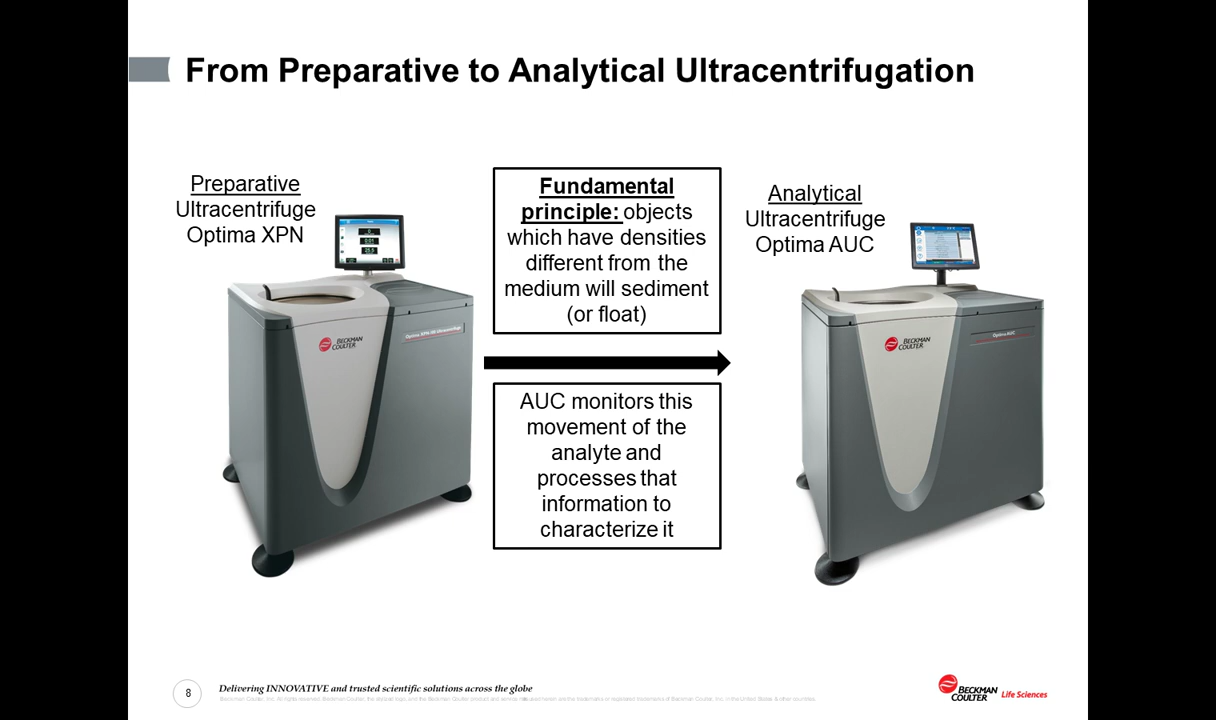 From Preparative to Analytical Ultracentrifugation
Preparative
Ultracentrifuge
Optima XPN
Fundamental
principle: objects
which have densities
different from the
medium will sediment
(or float)
AUC monitors this
movement of the
analyte and
processes that
information to
characterize it
Analytical
Ultracentrifuge
Optima AUC
BECKMAN
COULTER
BECKMAN
COULTER
Optima AUC
8
Delivering INNOVATIVE and trusted scientific solutions across the globe
BECKMAN
COULTER
Life Sciences